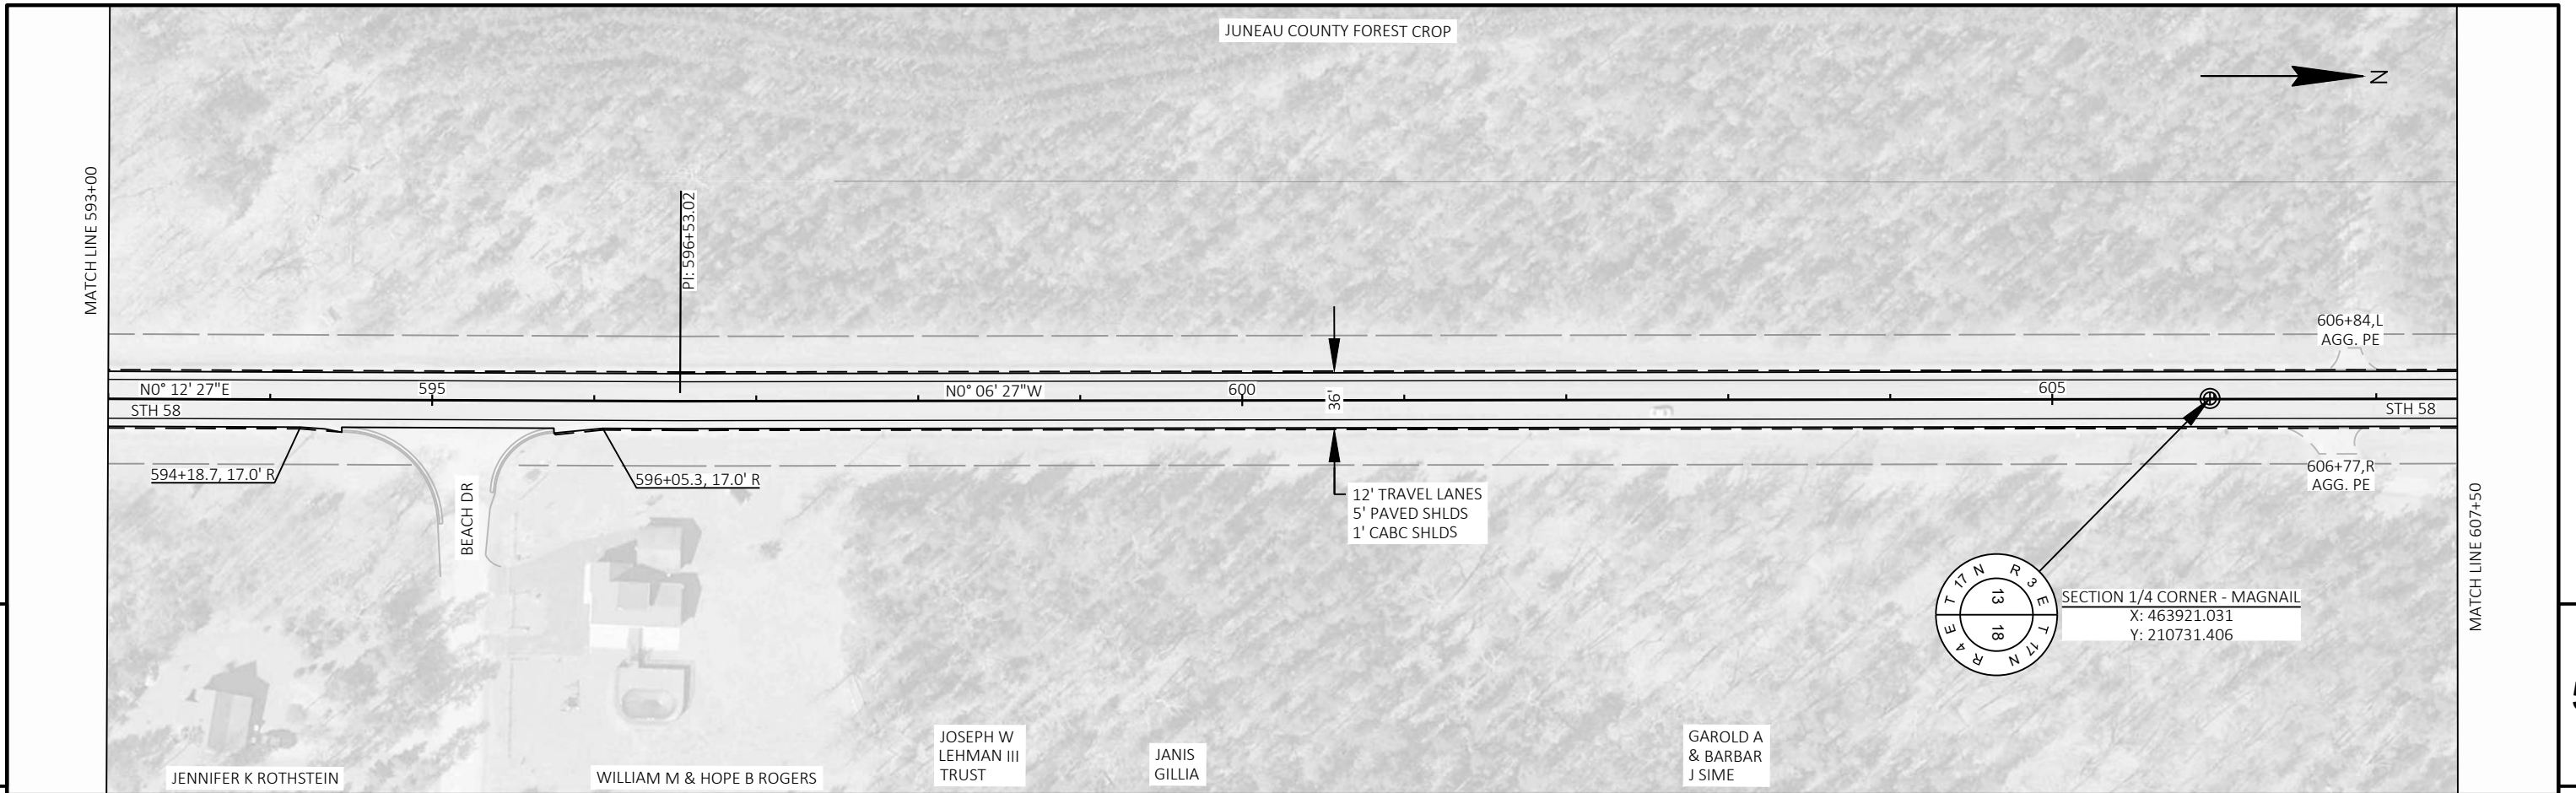 JUNEAU COUNTY FOREST CROP
N
MATCH LINE 593+00
PI: 596+53.02
606+84,L
AGG. PE
N0° 12' 27"E
595
N0° 06' 27"W
600
36'
605
STH 58
STH 58
594+18.7, 17.0' R
596+05.3, 17.0' R
606+77,R
AGG. PE
BEACH DR
12' TRAVEL LANES
5' PAVED SHLDS
1' CABC SHLDS
MATCH LINE 607+50
T 17 N R 3 E
13
18
T 17 N R 4 E
SECTION 1/4 CORNER - MAGNAIL
X: 463921.031
Y: 210731.406
JENNIFER K ROTHSTEIN
WILLIAM M & HOPE B ROGERS
JOSEPH W
LEHMAN III
TRUST
JANIS
GILLIA
GAROLD A
& BARBAR
J SIME